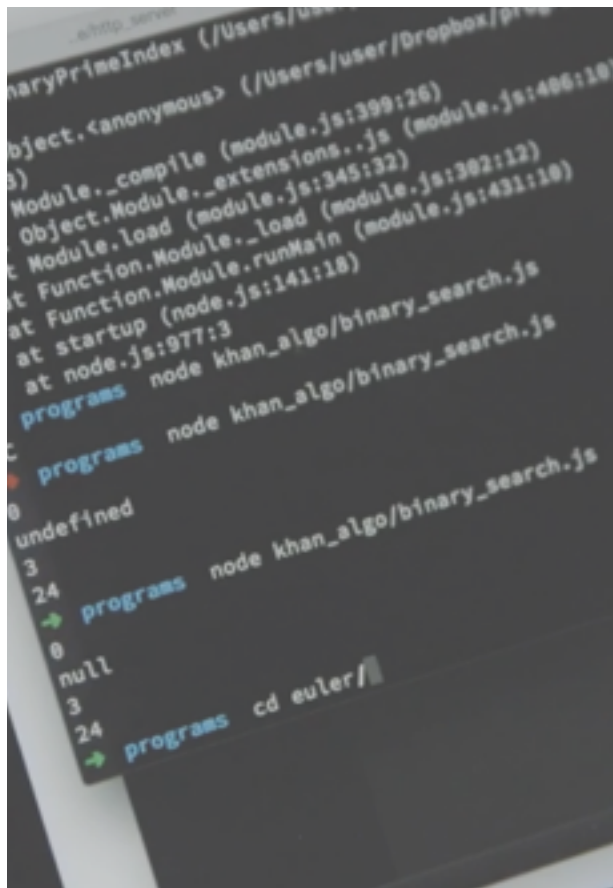 ..e/http_server
naryPrimeIndex (/Users/user/
bject.<anonymous> (/Users/user/Dropbox/prog
3)
Module._compile (module.js:399:26)
Object.Module._extensions..js (module.js:406:10)
t Module.load (module.js:345:32)
at Function.Module._load (module.js:302:12)
at Function.Module.runMain (module.js:431:10)
at startup (node.js:141:18)
at node.js:977:3
programs node khan_algo/binary_search.js
C
➜ programs node khan_algo/binary_search.js
0
undefined
3
24
➜ programs node khan_algo/binary_search.js
0
null
3
24
➜ programs cd euler/